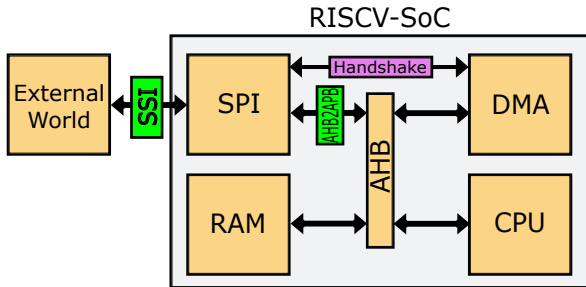 RISCV-SoC
External
World
SSI
SPI
Handshake
DMA
AHB2APB
AHB
RAM
CPU